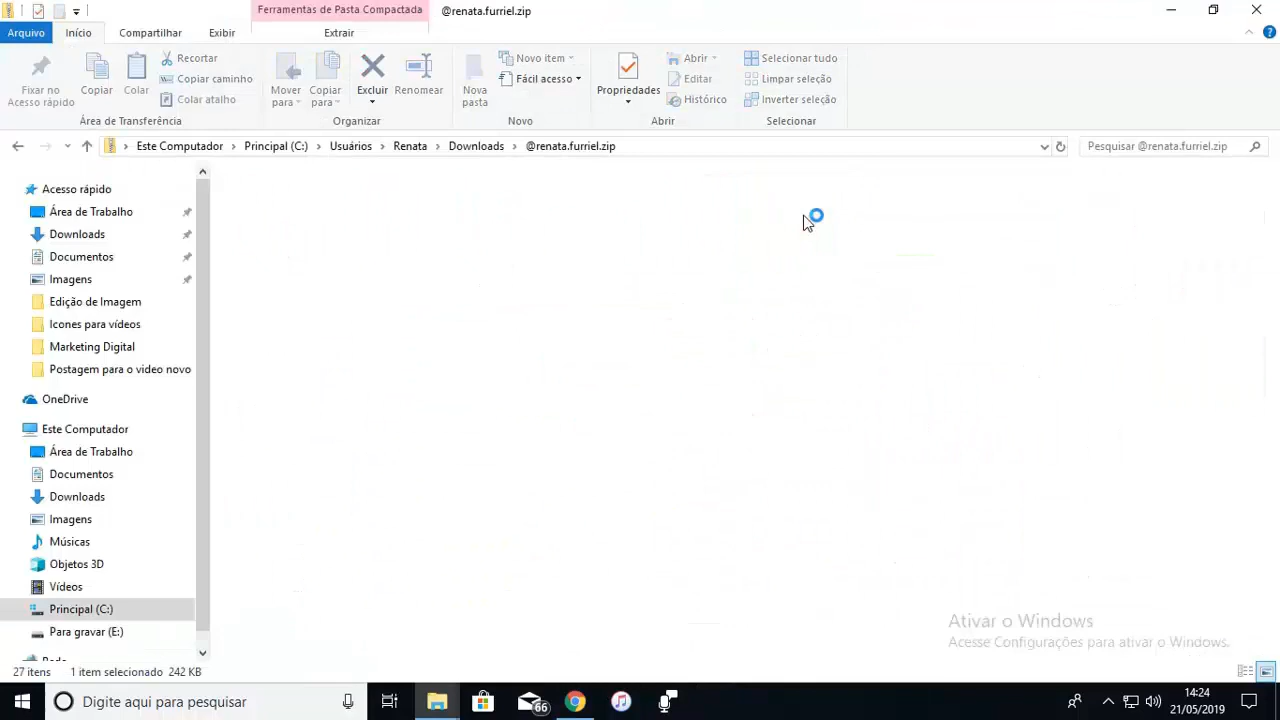 Ferramentas de Pasta Compactada
@renata.furriel.zip
Arquivo
Início
Compartilhar
Exibir
Extrair
Fixar no
Acesso rápido
Copiar
Colar
Recortar
Copiar caminho
Colar atalho
Mover
para
Copiar
para
Excluir
Renomear
Nova
pasta
Novo item
Fácil acesso
Propriedades
Abrir
Editar
Histórico
Selecionar tudo
Limpar seleção
Inverter seleção
Área de Transferência
Organizar
Novo
Abrir
Selecionar
Este Computador > Principal (C:) > Usuários > Renata > Downloads > @renata.furriel.zip
Pesquisar @renata.furriel.zip
Acesso rápido
Área de Trabalho
Downloads
Documentos
Imagens
Edição de Imagem
Icones para vídeos
Marketing Digital
Postagem para o video novo
OneDrive
Este Computador
Área de Trabalho
Documentos
Downloads
Imagens
Músicas
Objetos 3D
Vídeos
Principal (C:)
Para gravar (E:)
Ativar o Windows
Acesse Configurações para ativar o Windows.
27 itens
1 item selecionado 242 KB
Digite aqui para pesquisar
66
14:24
21/05/2019